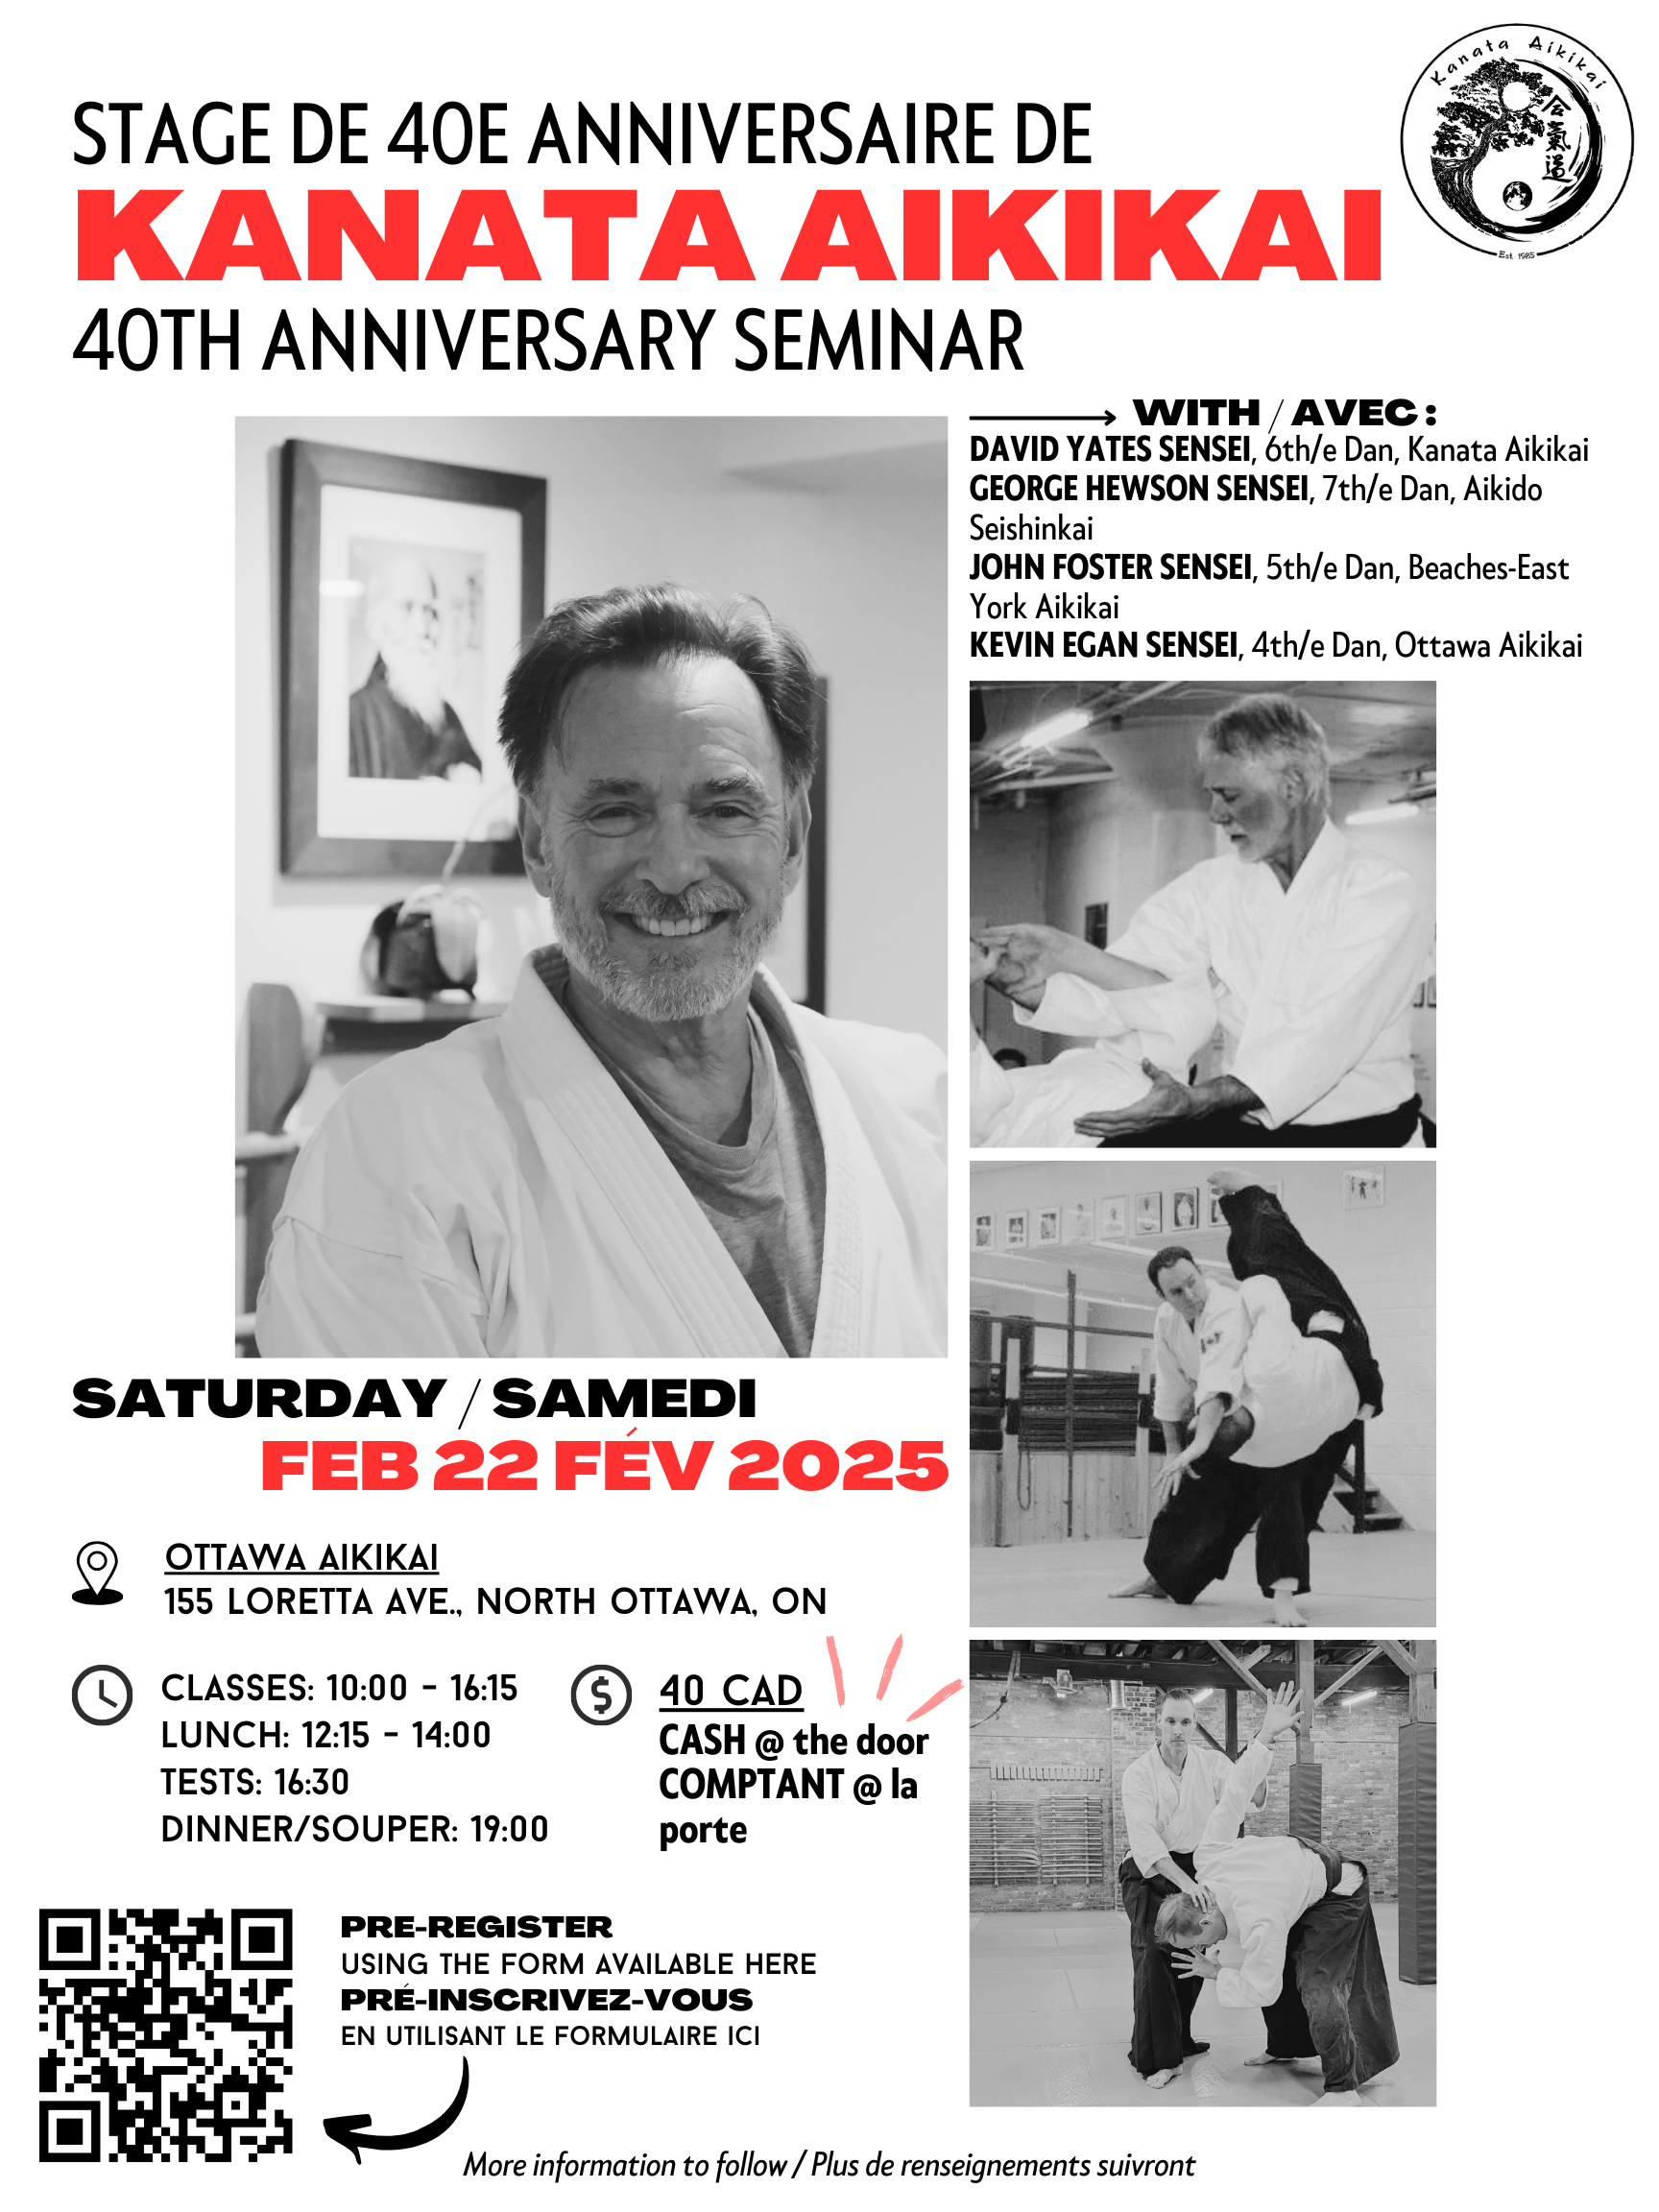 Kanata Aikikai
合氣道
Est. 1985
STAGE DE 40E ANNIVERSAIRE DE
KANATA AIKIKAI
40TH ANNIVERSARY SEMINAR
WITH / AVEC :
DAVID YATES SENSEI, 6th/e Dan, Kanata Aikikai
GEORGE HEWSON SENSEI, 7th/e Dan, Aikido
Seishinkai
JOHN FOSTER SENSEI, 5th/e Dan, Beaches-East
York Aikikai
KEVIN EGAN SENSEI, 4th/e Dan, Ottawa Aikikai
SATURDAY / SAMEDI
FEB 22 FÉV 2025
OTTAWA AIKIKAI
155 LORETTA AVE., NORTH OTTAWA, ON
CLASSES: 10:00 - 16:15
LUNCH: 12:15 - 14:00
TESTS: 16:30
DINNER/SOUPER: 19:00
$
40 CAD
CASH @ the door
COMPTANT @ la
porte
PRE-REGISTER
USING THE FORM AVAILABLE HERE
PRÉ-INSCRIVEZ-VOUS
EN UTILISANT LE FORMULAIRE ICI
More information to follow / Plus de renseignements suivront